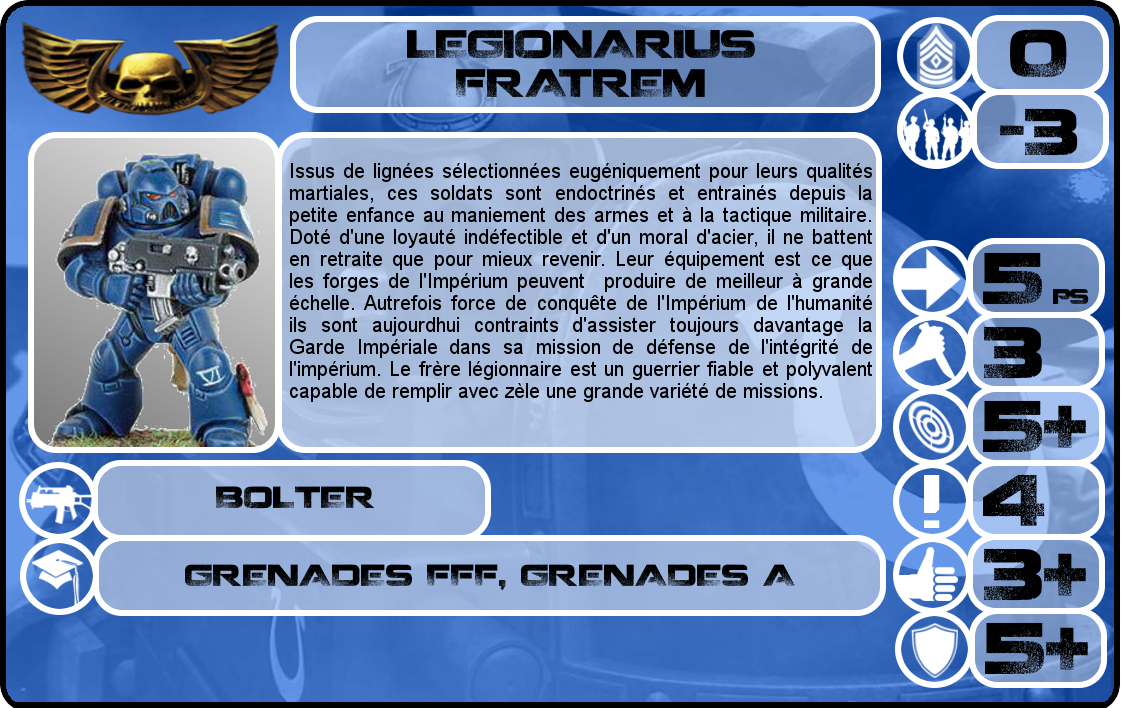 LEGIONARIUS
FRATREM
0
-3
Issus de lignées sélectionnées eugéniquement pour leurs qualités
martiales, ces soldats sont endoctrinés et entrainés depuis la
petite enfance au maniement des armes et à la tactique militaire.
Doté d'une loyauté indéfectible et d'un moral d'acier, il ne battent
en retraite que pour mieux revenir. Leur équipement est ce que
les forges de l'Impérium peuvent produire de meilleur à grande
échelle. Autrefois force de conquête de l'Impérium de l'humanité
ils sont aujourdhui contraints d'assister toujours davantage la
Garde Impériale dans sa mission de défense de l'intégrité de
l'impérium. Le frère légionnaire est un guerrier fiable et polyvalent
capable de remplir avec zèle une grande variété de missions.
VI
5 PS
3
5+
4
3+
5+
BOLTER
GRENADES FFF, GRENADES A